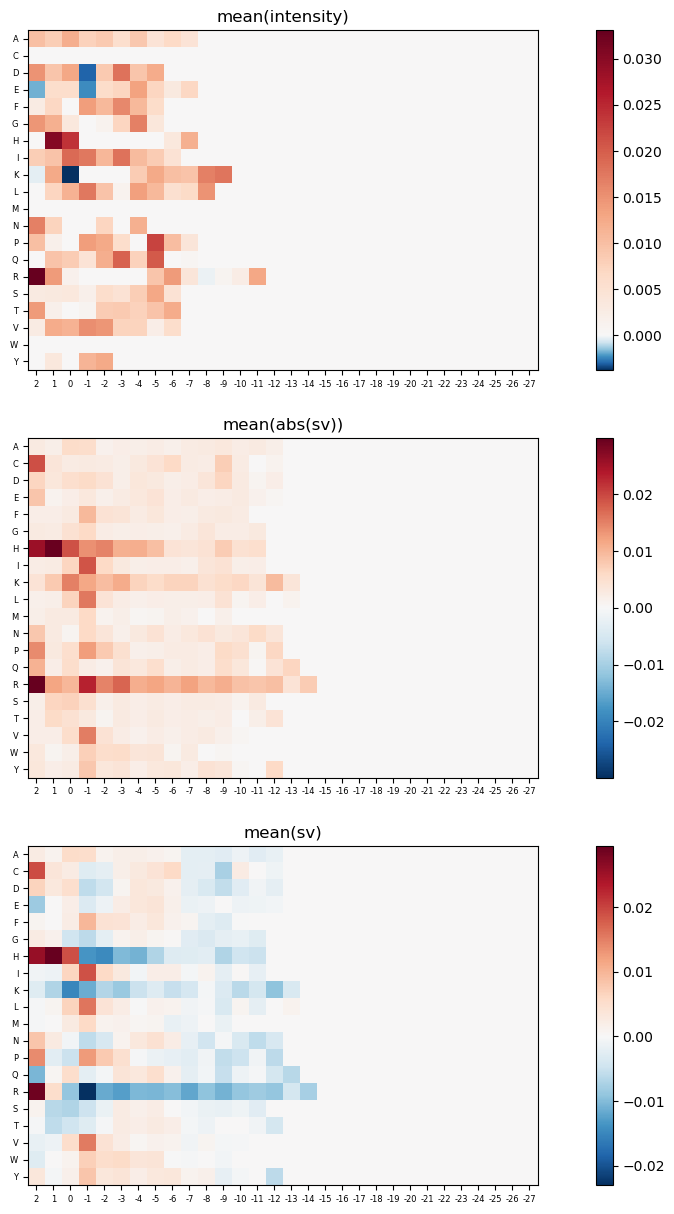 mean(intensity)
A
C
D
E
F
G
H
I
K
L
M
N
P
Q
R
S
T
V
W
Y
2 1 0 -1 -2 -3 -4 -5 -6 -7 -8 -9 -10 -11 -12 -13 -14 -15 -16 -17 -18 -19 -20 -21 -22 -23 -24 -25 -26 -27
0.030
0.025
0.020
0.015
0.010
0.005
0.000
mean(abs(sv))
A
C
D
E
F
G
H
I
K
L
M
N
P
Q
R
S
T
V
W
Y
2 1 0 -1 -2 -3 -4 -5 -6 -7 -8 -9 -10 -11 -12 -13 -14 -15 -16 -17 -18 -19 -20 -21 -22 -23 -24 -25 -26 -27
0.02
0.01
0.00
−0.01
−0.02
mean(sv)
A
C
D
E
F
G
H
I
K
L
M
N
P
Q
R
S
T
V
W
Y
2 1 0 -1 -2 -3 -4 -5 -6 -7 -8 -9 -10 -11 -12 -13 -14 -15 -16 -17 -18 -19 -20 -21 -22 -23 -24 -25 -26 -27
0.02
0.01
0.00
−0.01
−0.02